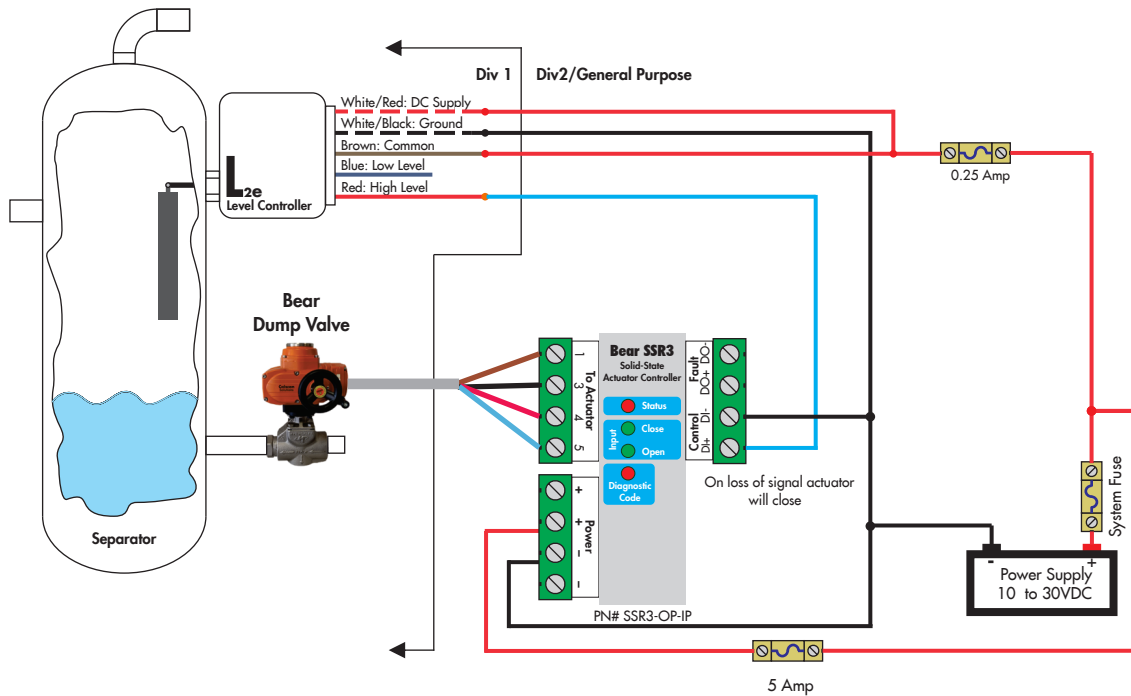 Div 1
Div2/General Purpose
White/Red: DC Supply
White/Black: Ground
Brown: Common
Blue: Low Level
Red: High Level
L2e
Level Controller
0.25 Amp
Bear
Dump Valve
Separator
1
3
4
5
To Actuator
Bear SSR3
Solid-State
Actuator Controller
Status
Input
Close
Open
Diagnostic
Code
Fault
DO-
DO+
Control
DI-
DI+
On loss of signal actuator
will close
+
+
-
-
Power
PN# SSR3-OP-IP
System Fuse
- +
Power Supply
10 to 30VDC
5 Amp